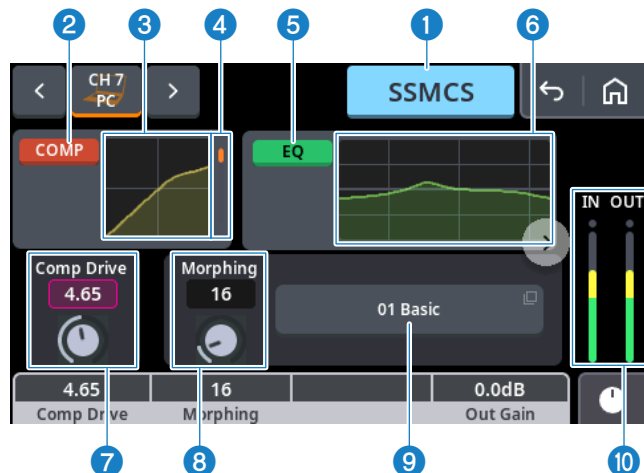 2 3 4 5 1 6
CH 7
PC
SSMCS
COMP
EQ
IN OUT
Comp Drive
4.65
Morphing
16
01 Basic
4.65 16 0.0dB
Comp Drive Morphing Out Gain
7 8 9 10